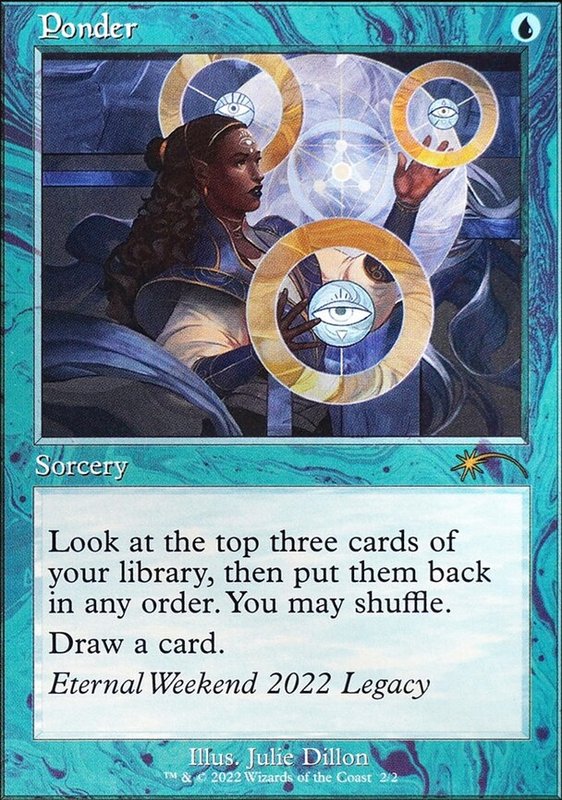 Ponder
Sorcery
Look at the top three cards of
your library, then put them back
in any order. You may shuffle.
Draw a card.
Eternal Weekend 2022 Legacy
Illus. Julie Dillon
™ & © 2022 Wizards of the Coast 2/2